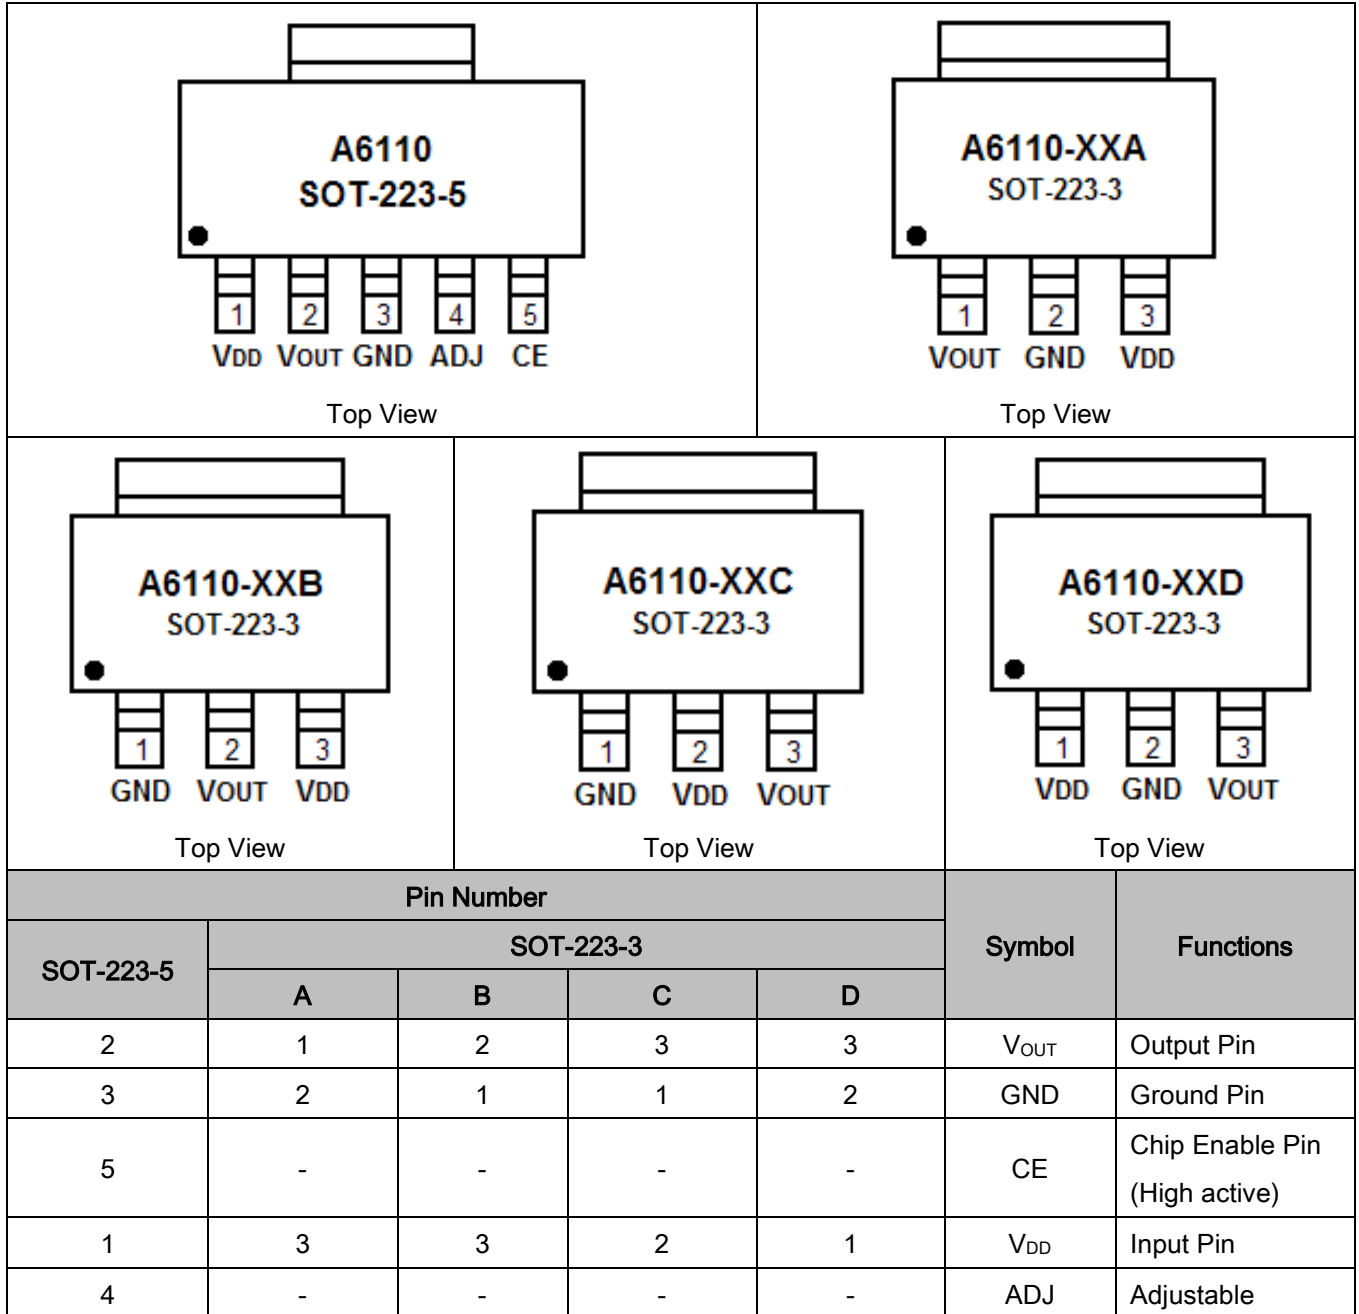 A6110
SOT-223-5
1 2 3 4 5
VDD VOUT GND ADJ CE
Top View
A6110-XXA
SOT-223-3
1 2 3
VOUT GND VDD
Top View
A6110-XXB
SOT-223-3
1 2 3
GND VOUT VDD
Top View
A6110-XXC
SOT-223-3
1 2 3
GND VDD VOUT
Top View
A6110-XXD
SOT-223-3
1 2 3
VDD GND VOUT
Top View
Pin Number
Symbol Functions
SOT-223-5 SOT-223-3
A B C D
2 1 2 3 3 VOUT Output Pin
3 2 1 1 2 GND Ground Pin
5 - - - - CE Chip Enable Pin
(High active)
1 3 3 2 1 VDD Input Pin
4 - - - - ADJ Adjustable